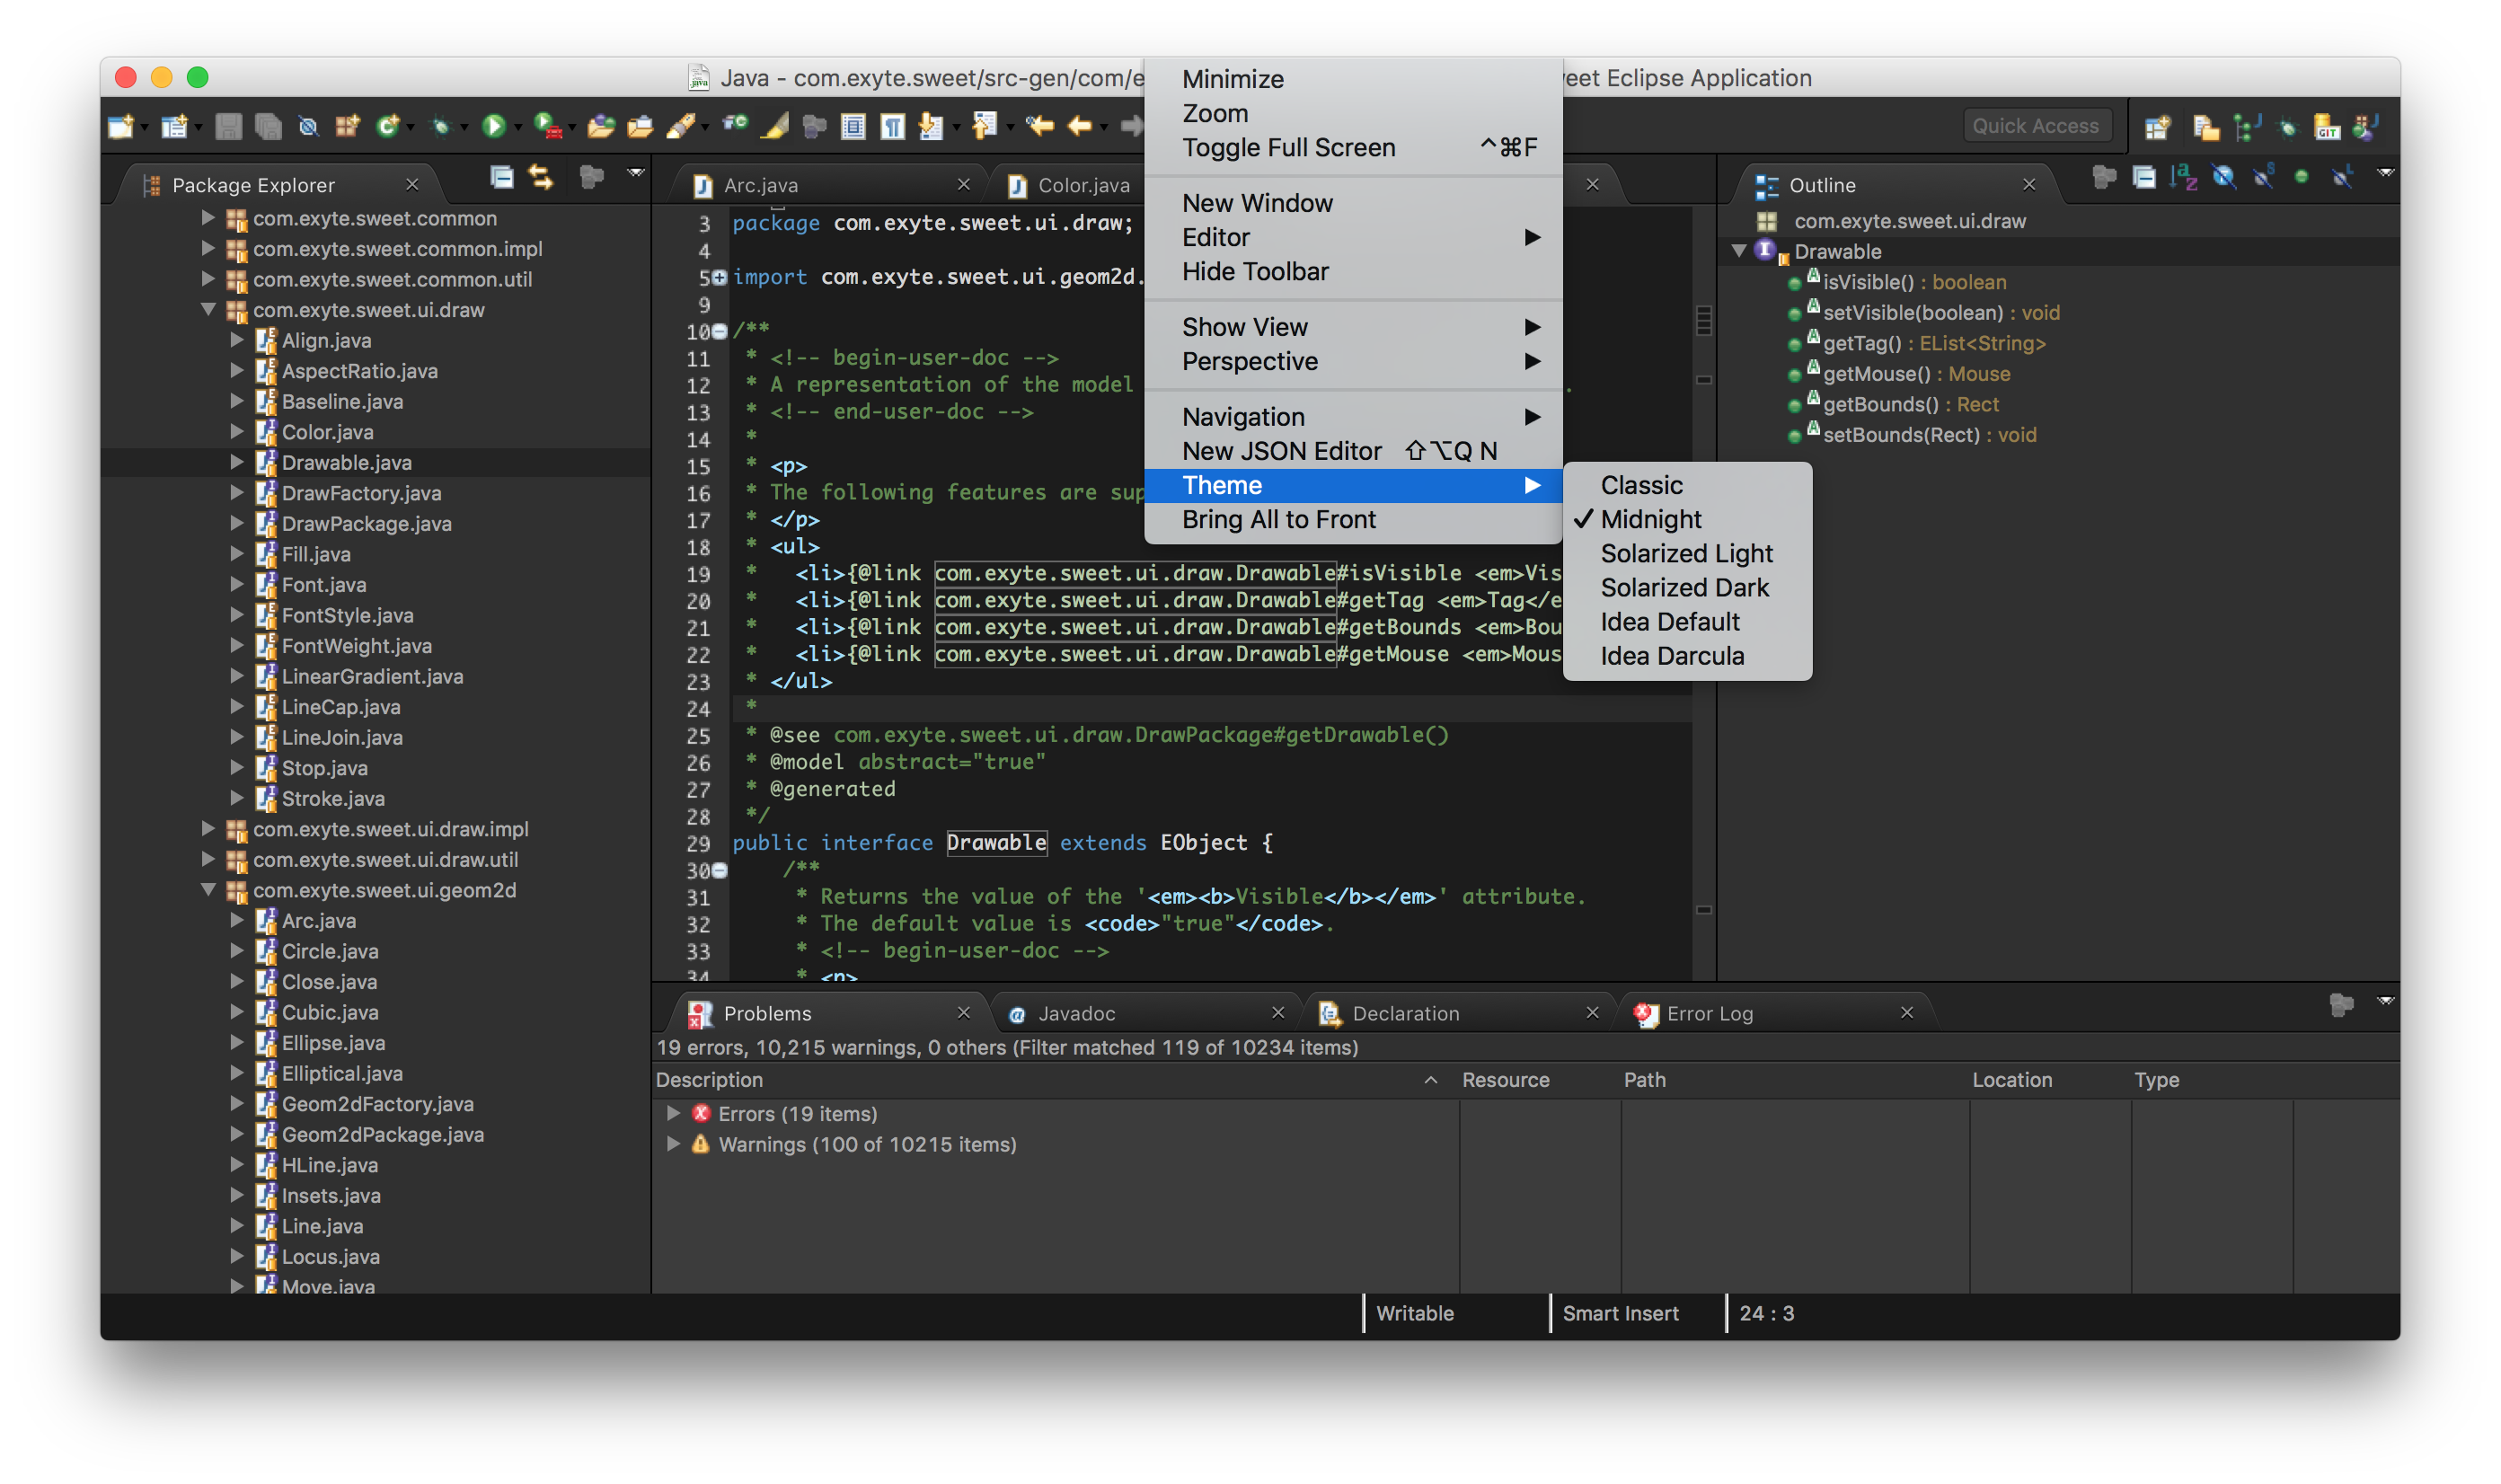 Java - com.exyte.sweet/src-gen/com/e
eet Eclipse Application
Quick Access
GIT
Package Explorer
com.exyte.sweet.common
com.exyte.sweet.common.impl
com.exyte.sweet.common.util
com.exyte.sweet.ui.draw
Align.java
AspectRatio.java
Baseline.java
Color.java
Drawable.java
DrawFactory.java
DrawPackage.java
Fill.java
Font.java
FontStyle.java
FontWeight.java
LinearGradient.java
LineCap.java
LineJoin.java
Stop.java
Stroke.java
com.exyte.sweet.ui.draw.impl
com.exyte.sweet.ui.draw.util
com.exyte.sweet.ui.geom2d
Arc.java
Circle.java
Close.java
Cubic.java
Ellipse.java
Elliptical.java
Geom2dFactory.java
Geom2dPackage.java
HLine.java
Insets.java
Line.java
Locus.java
Move.java
Arc.java
Color.java
3 package com.exyte.sweet.ui.draw;
4
5 import com.exyte.sweet.ui.geom2d.
9
10 /**
11 * <!-- begin-user-doc -->
12 * A representation of the model .
13 * <!-- end-user-doc -->
14 *
15 * <p>
16 * The following features are sup
17 * </p>
18 * <ul>
19 * <li>{@link com.exyte.sweet.ui.draw.Drawable#isVisible <em>Vis
20 * <li>{@link com.exyte.sweet.ui.draw.Drawable#getTag <em>Tag</e
21 * <li>{@link com.exyte.sweet.ui.draw.Drawable#getBounds <em>Bou
22 * <li>{@link com.exyte.sweet.ui.draw.Drawable#getMouse <em>Mous
23 * </ul>
24 *
25 * @see com.exyte.sweet.ui.draw.DrawPackage#getDrawable()
26 * @model abstract="true"
27 * @generated
28 */
29 public interface Drawable extends EObject {
30 /**
31 * Returns the value of the '<em><b>Visible</b></em>' attribute.
32 * The default value is <code>"true"</code>.
33 * <!-- begin-user-doc -->
34 * <p>
Minimize
Zoom
Toggle Full Screen ^⌘F
New Window
Editor
Hide Toolbar
Show View
Perspective
Navigation
New JSON Editor ⇧⌥Q N
Theme
Bring All to Front
Classic
✓ Midnight
Solarized Light
Solarized Dark
Idea Default
Idea Darcula
Outline
com.exyte.sweet.ui.draw
Drawable
isVisible() : boolean
setVisible(boolean) : void
getTag() : EList<String>
getMouse() : Mouse
getBounds() : Rect
setBounds(Rect) : void
Problems
Javadoc
Declaration
Error Log
19 errors, 10,215 warnings, 0 others (Filter matched 119 of 10234 items)
Description Resource Path Location Type
Errors (19 items)
Warnings (100 of 10215 items)
Writable
Smart Insert
24 : 3